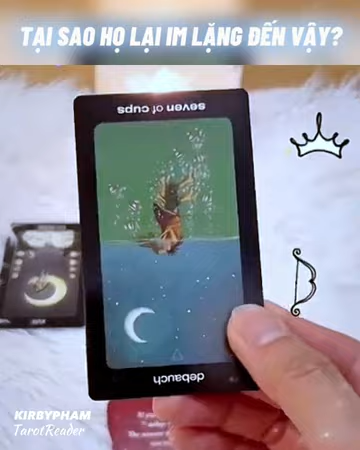 TẠI SAO HỌ LẠI IM LẶNG ĐẾN VẬY?
seven of cups
debauch
KIRBYPHAM
TarotReader